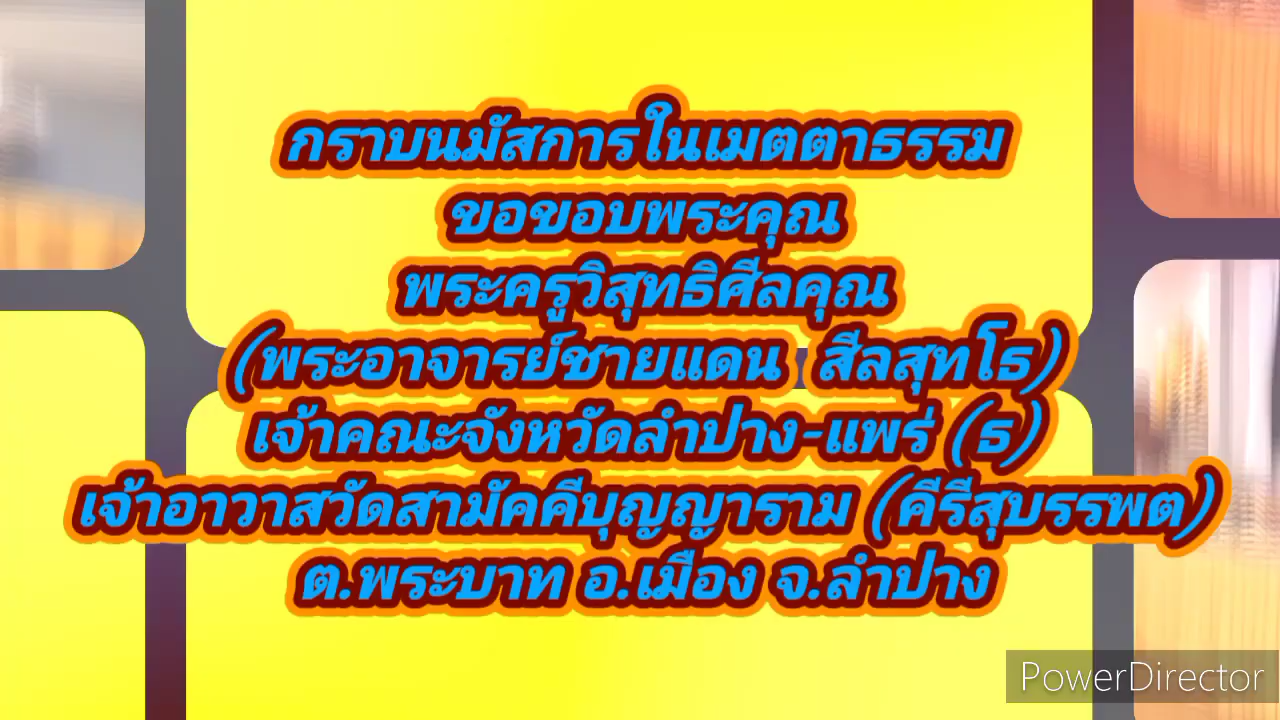 กราบนมัสการในเมตตาธรรม
ขอขอบพระคุณ
พระครูวิสุทธิศีลคุณ
(พระอาจารย์ชายแดน สีลสุทโธ)
เจ้าคณะจังหวัดลำปาง-แพร่ (ธ)
เจ้าอาวาสวัดสามัคคีบุญญาราม (คีรีสุบรรพต)
ต.พระบาท อ.เมือง จ.ลำปาง
PowerDirector